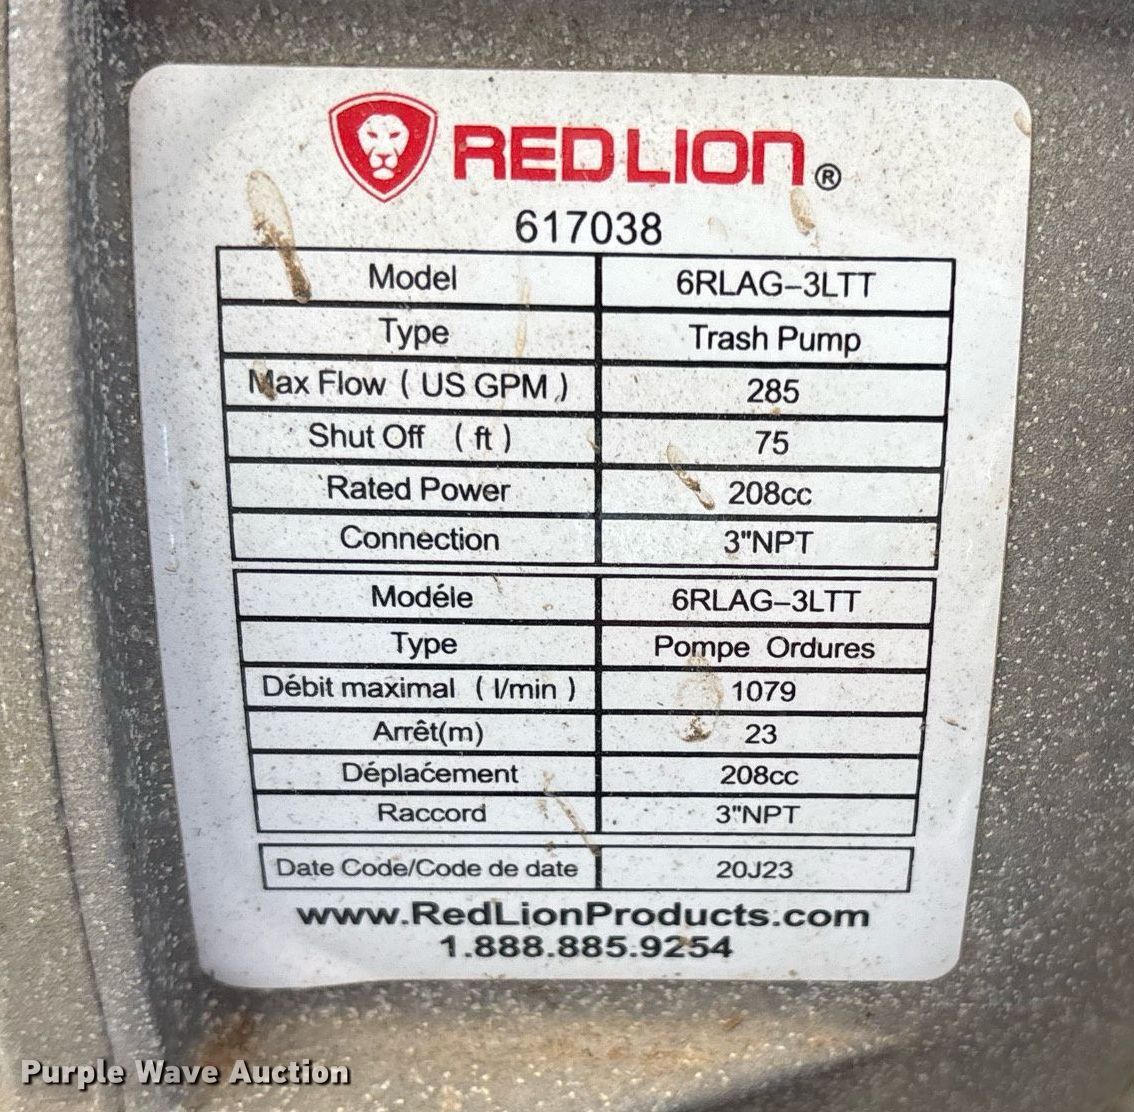 RED LION®
617038
Model 6RLAG-3LTT
Type Trash Pump
Max Flow ( US GPM ) 285
Shut Off ( ft ) 75
Rated Power 208cc
Connection 3"NPT
Modéle 6RLAG-3LTT
Type Pompe Ordures
Débit maximal ( l/min ) 1079
Arrêt(m) 23
Déplacement 208cc
Raccord 3"NPT
Date Code/Code de date 20J23
www.RedLionProducts.com
1.888.885.9254
Purple Wave Auction